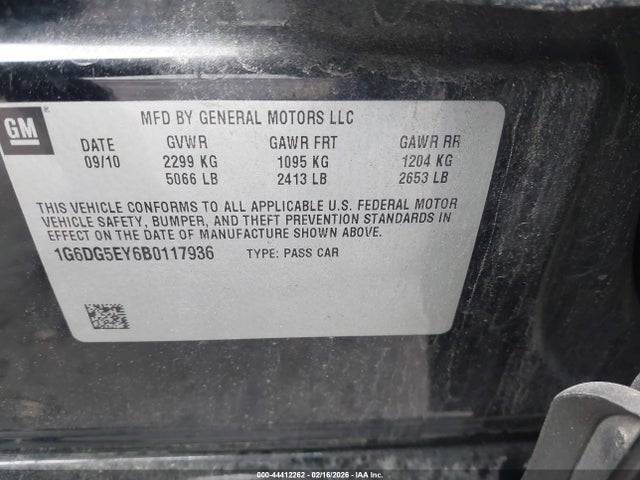 GM
MFD BY GENERAL MOTORS LLC
DATE GVWR GAWR FRT GAWR RR
09/10 2299 KG 1095 KG 1204 KG
5066 LB 2413 LB 2653 LB
THIS VEHICLE CONFORMS TO ALL APPLICABLE U.S. FEDERAL MOTOR
VEHICLE SAFETY, BUMPER, AND THEFT PREVENTION STANDARDS IN
EFFECT ON THE DATE OF MANUFACTURE SHOWN ABOVE.
1G6DG5EY6B0117936 TYPE: PASS CAR
000-44412262 - 02/16/2026 - IAA Inc.